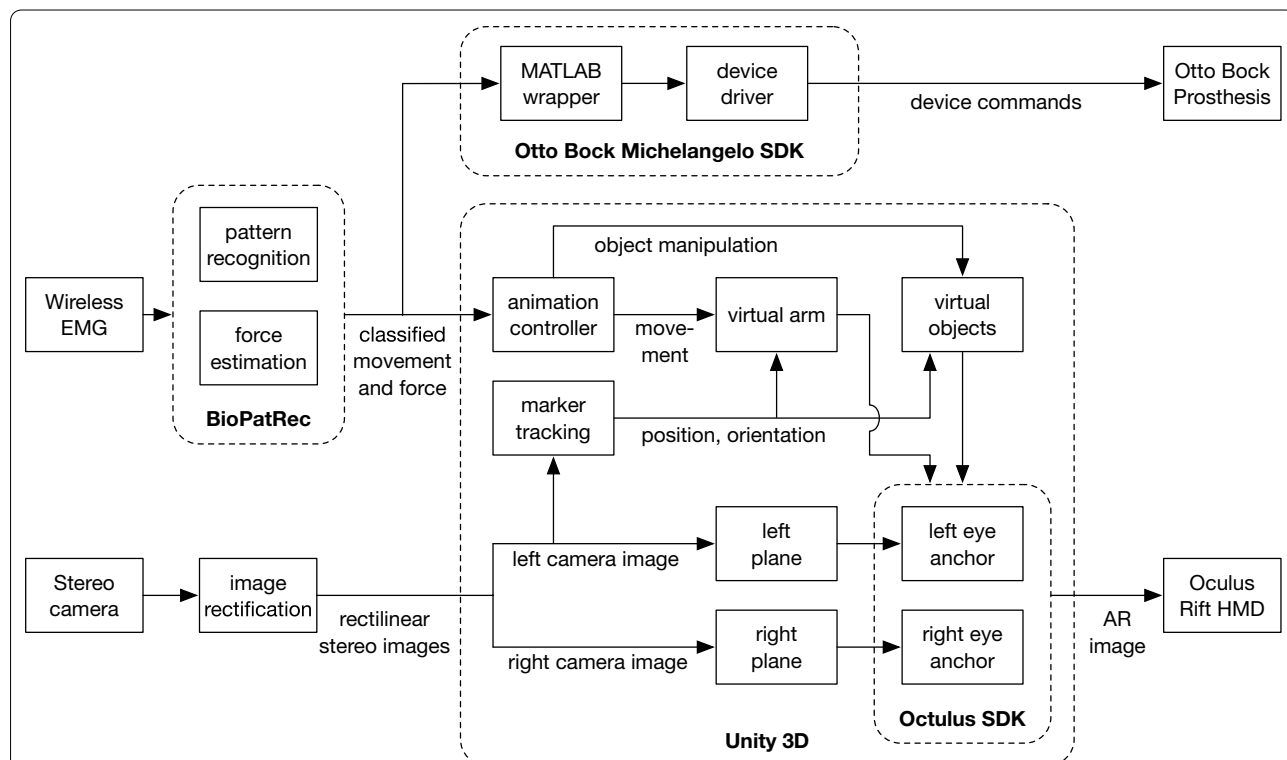 MATLAB
wrapper
device
driver
device commands
Otto Bock
Prosthesis
Otto Bock Michelangelo SDK
pattern
recognition
object manipulation
Wireless
EMG
force
estimation
classified
movement
and force
animation
controller
move-
ment
virtual arm
virtual
objects
BioPatRec
marker
tracking
position, orientation
Stereo
camera
image
rectification
rectilinear
stereo images
left camera image
left
plane
left eye
anchor
right camera image
right
plane
right eye
anchor
AR
image
Oculus
Rift HMD
Octulus SDK
Unity 3D